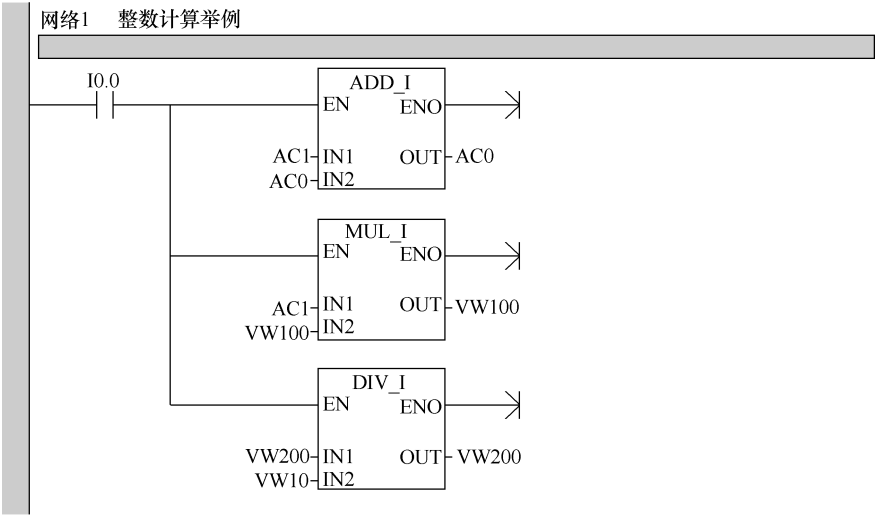 网络1 整数计算举例
I0.0
ADD_I
EN ENO
AC1 IN1 OUT AC0
AC0 IN2
MUL_I
EN ENO
AC1 IN1 OUT VW100
VW100 IN2
DIV_I
EN ENO
VW200 IN1 OUT VW200
VW10 IN2